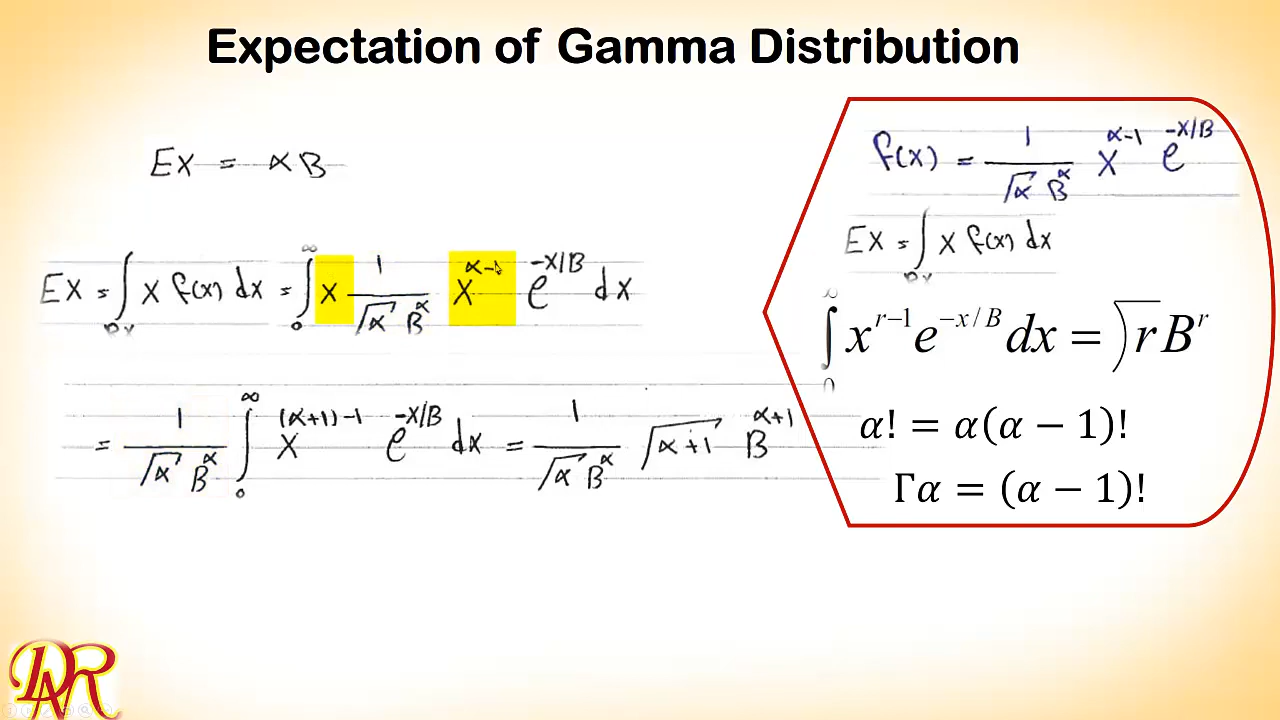 Expectation of Gamma Distribution
EX = αB
EX = ∫ x f(x) dx = ∫₀^∞ x 1/(Γα B^α) x^(α-1) e^(-x/B) dx
= 1/(Γα B^α) ∫₀^∞ x^((α+1)-1) e^(-x/B) dx = 1/(Γα B^α) Γ(α+1) B^(α+1)
f(x) = 1/(Γα B^α) x^(α-1) e^(-x/B)
EX = ∫ x f(x) dx
∫₀^∞ x^(r-1) e^(-x/B) dx = Γr B^r
α! = α(α − 1)!
Γα = (α − 1)!
DAR